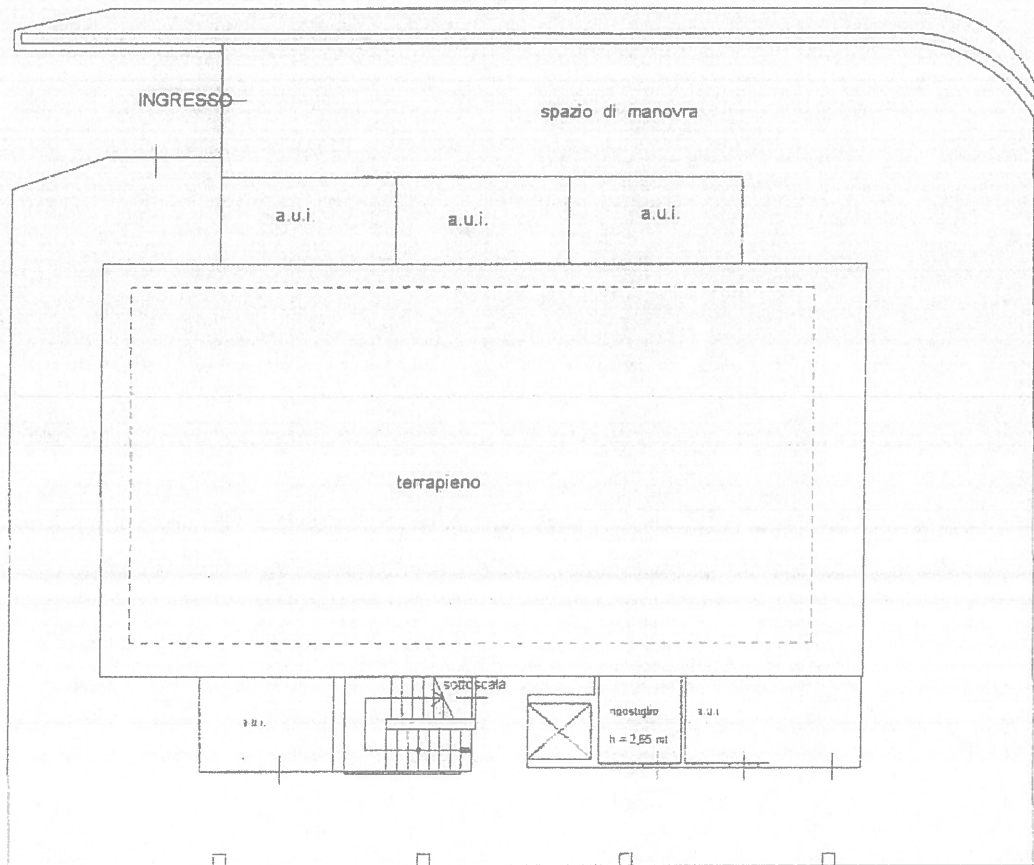 INGRESSO
spazio di manovra
a.u.i.
a.u.i.
a.u.i.
terrapieno
sottoscala
a.u.i.
ripostiglio
h = 2,65 mt
a.u.i.